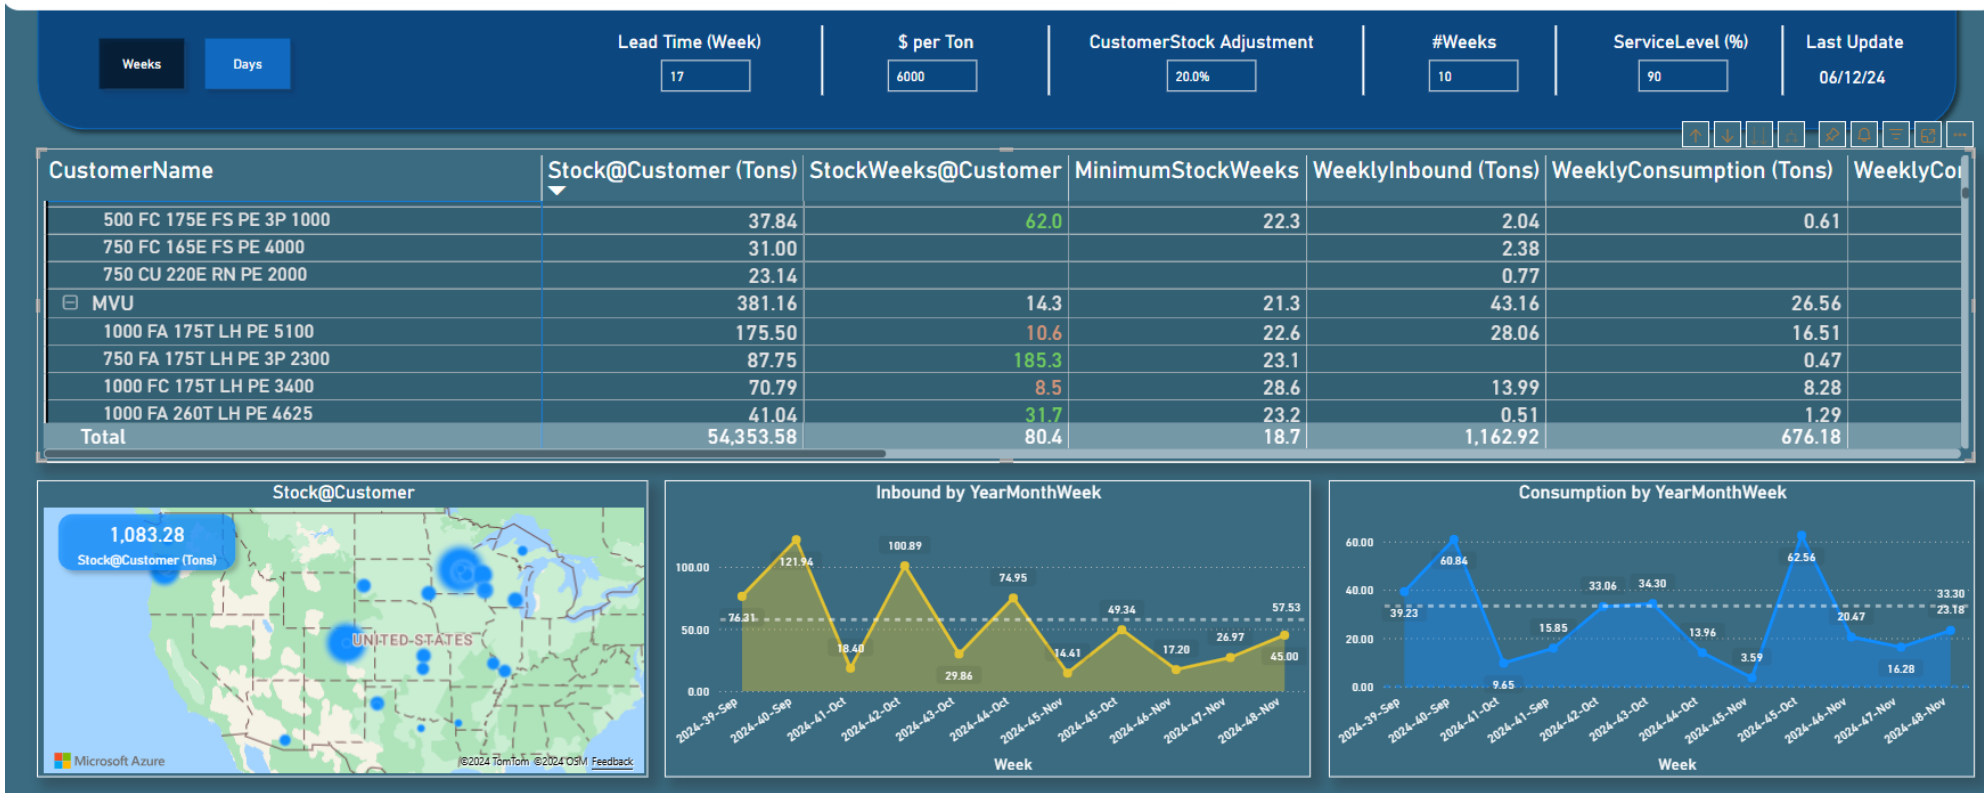 Weeks Days
Lead Time (Week) $ per Ton CustomerStock Adjustment #Weeks ServiceLevel (%) Last Update
17 6000 20.0% 10 90 06/12/24
CustomerName Stock@Customer (Tons) StockWeeks@Customer MinimumStockWeeks WeeklyInbound (Tons) WeeklyConsumption (Tons) WeeklyCo
500 FC 175E FS PE 3P 1000 37.84 62.0 22.3 2.04 0.61
750 FC 165E FS PE 4000 31.00 2.38
750 CU 220E RN PE 2000 23.14 0.77
MVU 381.16 14.3 21.3 43.16 26.56
1000 FA 175T LH PE 5100 175.50 10.6 22.6 28.06 16.51
750 FA 175T LH PE 3P 2300 87.75 185.3 23.1 0.47
1000 FC 175T LH PE 3400 70.79 8.5 28.6 13.99 8.28
1000 FA 260T LH PE 4625 41.04 31.7 23.2 0.51 1.29
Total 54,353.58 80.4 18.7 1,162.92 676.18
Stock@Customer
1,083.28
Stock@Customer (Tons)
UNITED STATES
Microsoft Azure
©2024 TomTom ©2024 OSM Feedback
Inbound by YearMonthWeek
100.00
50.00
0.00
76.31
121.94
18.40
100.89
29.86
74.95
14.41
49.34
17.20
26.97
57.53
45.00
2024-39-Sep
2024-40-Sep
2024-41-Oct
2024-42-Oct
2024-43-Oct
2024-44-Oct
2024-45-Nov
2024-45-Oct
2024-46-Nov
2024-47-Nov
2024-48-Nov
Week
Consumption by YearMonthWeek
60.00
40.00
20.00
0.00
39.23
60.84
9.65
15.85
33.06
34.30
13.96
3.59
62.56
20.47
16.28
33.30
23.18
2024-39-Sep
2024-40-Sep
2024-41-Oct
2024-41-Sep
2024-42-Oct
2024-43-Oct
2024-44-Oct
2024-45-Nov
2024-45-Oct
2024-46-Nov
2024-47-Nov
2024-48-Nov
Week